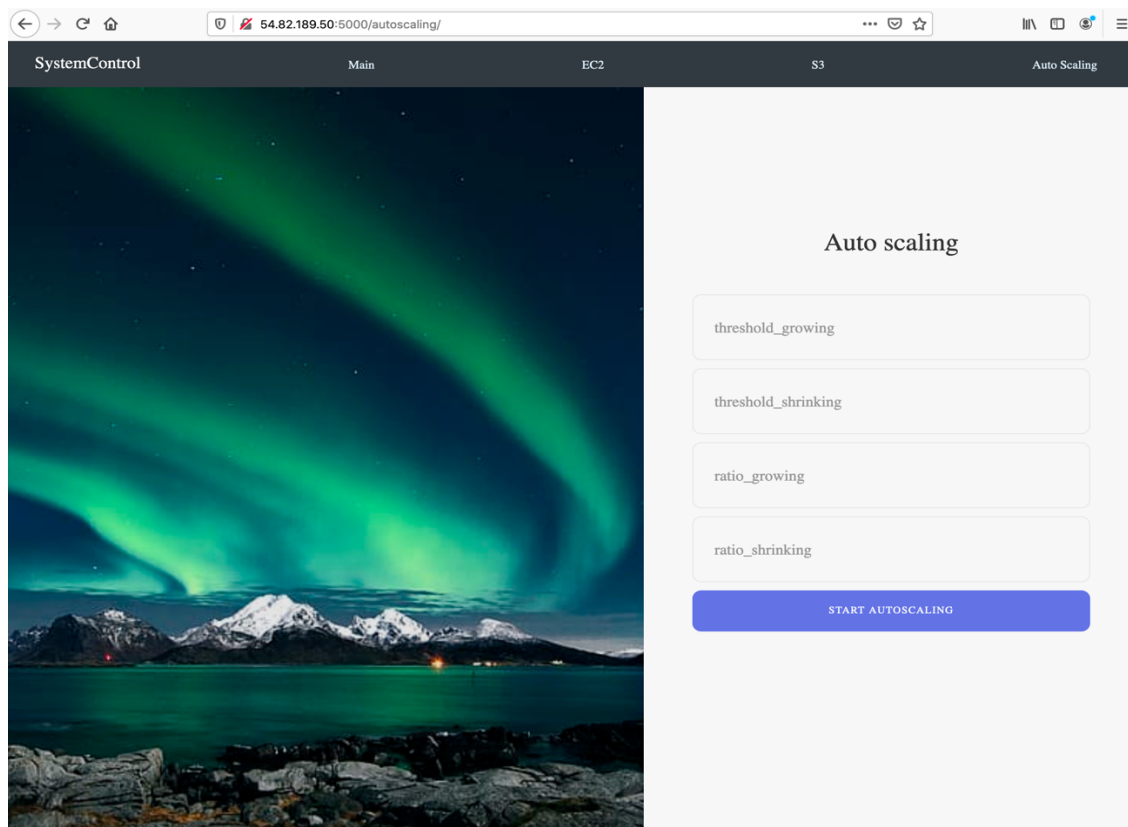 54.82.189.50:5000/autoscaling/
SystemControl Main EC2 S3 Auto Scaling
Auto scaling
threshold_growing
threshold_shrinking
ratio_growing
ratio_shrinking
START AUTOSCALING